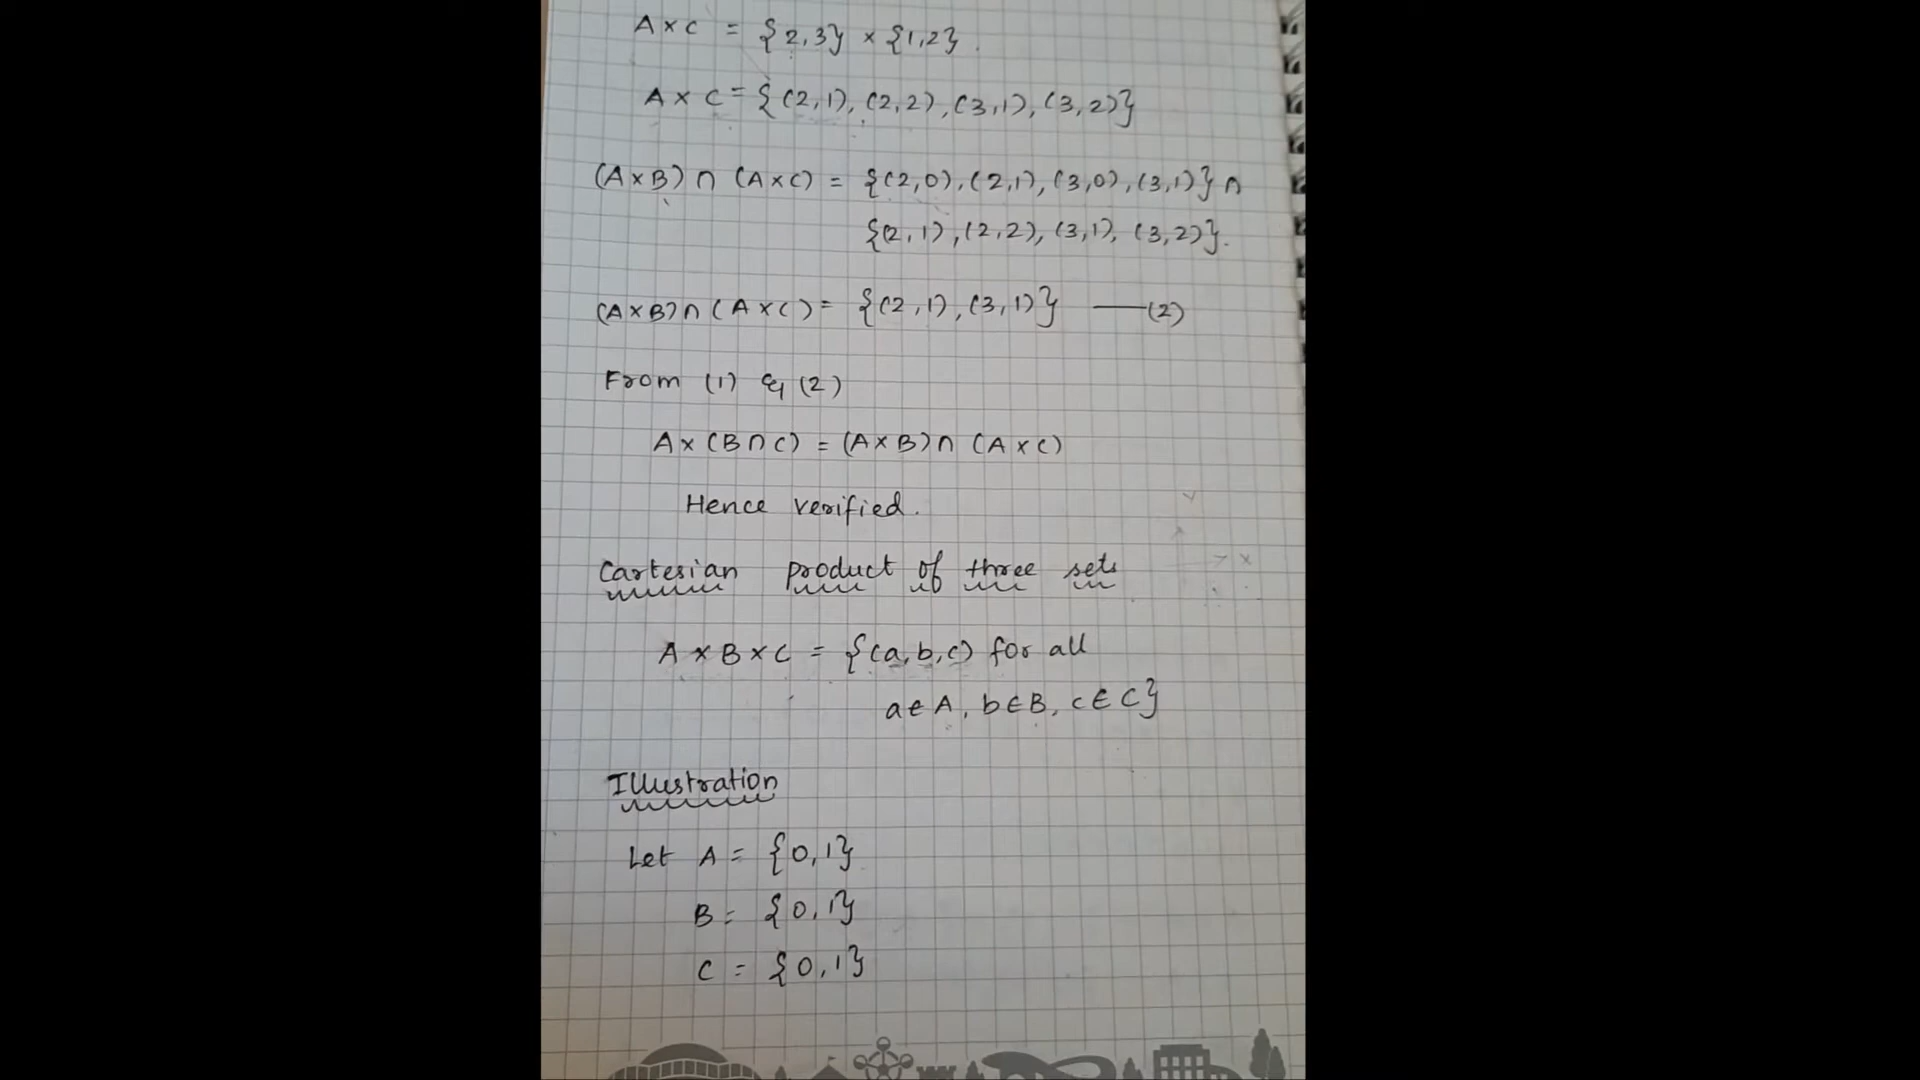 A × C = {2,3} × {1,2}.
A × C = {(2,1), (2,2), (3,1), (3,2)}
(A×B) ∩ (A×C) = {(2,0), (2,1), (3,0), (3,1)} ∩
{(2,1), (2,2), (3,1), (3,2)}.
(A×B) ∩ (A×C) = {(2,1), (3,1)} —(2)
From (1) & (2)
A × (B∩C) = (A×B) ∩ (A×C)
Hence verified.
Cartesian product of three sets
A × B × C = {(a,b,c) for all
a∈A, b∈B, c∈C}
Illustration
Let A = {0,1}
B = {0,1}
C = {0,1}